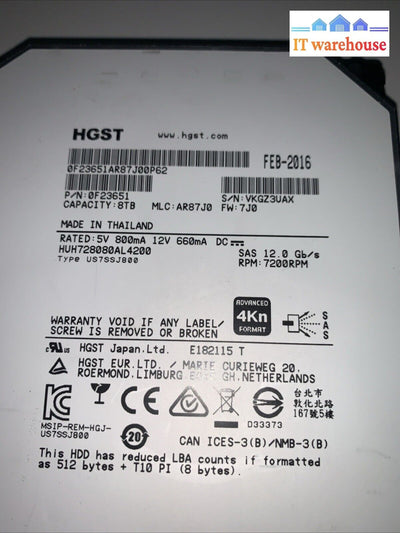 IT warehouse
HGST www.hgst.com
FEB-2016
0F23651AR87J00P62
P/N:0F23651 S/N:VKGZ3UAX
CAPACITY:8TB MLC:AR87J0 FW:7J0
MADE IN THAILAND
RATED:5V 800mA 12V 660mA DC
HUH728080AL4200 SAS 12.0 Gb/s
Type US7SSJ800 RPM:7200RPM
ADVANCED
4Kn
FORMAT
SAS
WARRANTY VOID IF ANY LABEL/
SCREW IS REMOVED OR BROKEN
c UL US HGST Japan,Ltd. E182115 T
HGST EUR.LTD. / MARIE CURIEWEG 20,
ROERMOND,LIMBURG GH,NETHERLANDS
台北市
敦化北路
167號5樓
D33373
MSIP-REM-HGJ-
US7SSJ800
20
CAN ICES-3(B)/NMB-3(B)
This HDD has reduced LBA counts if formatted
as 512 bytes + T10 PI (8 bytes).